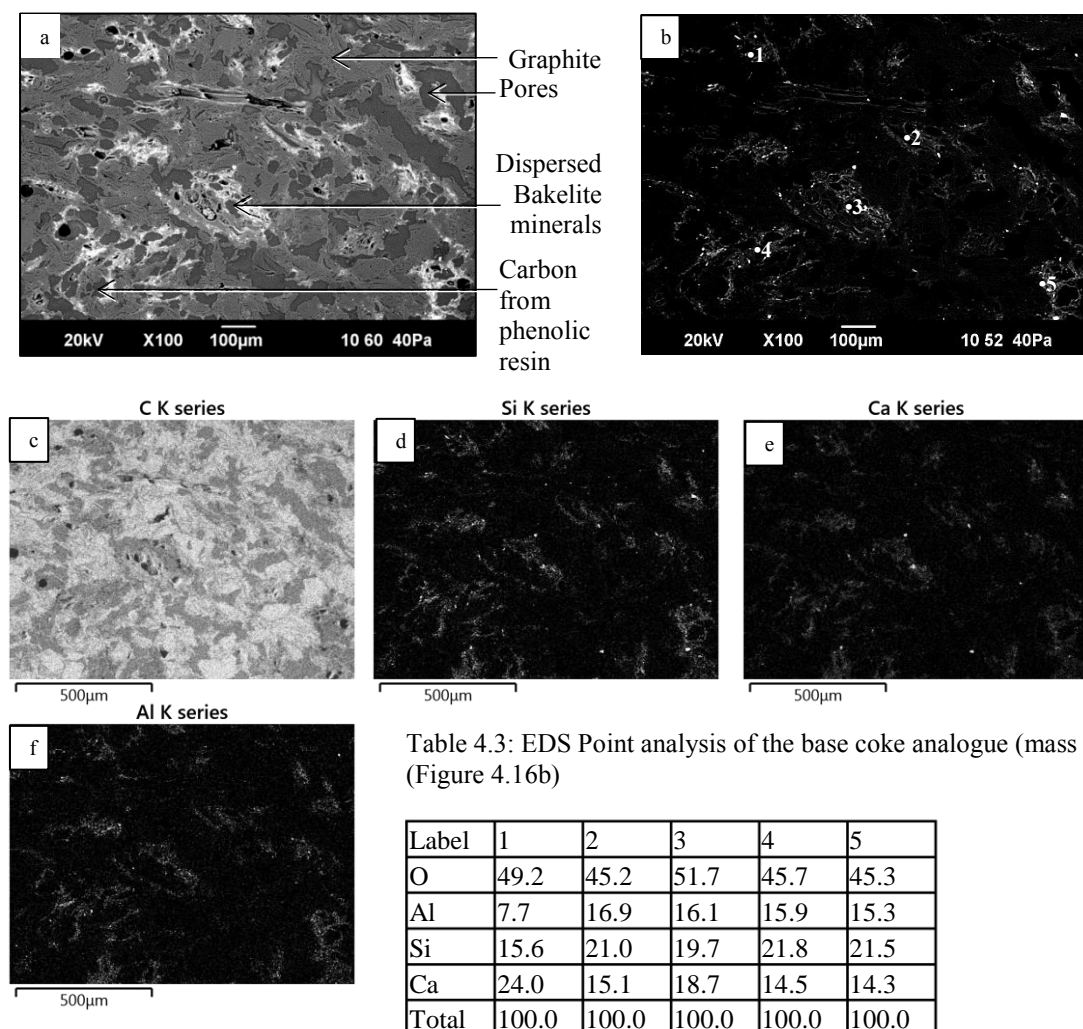 a
Graphite
Pores
Dispersed
Bakelite
minerals
Carbon
from
phenolic
resin
20kV X100 100µm 10 60 40Pa
b
1
2
3
4
5
20kV X100 100µm 10 52 40Pa
C K series
c
500µm
Si K series
d
500µm
Ca K series
e
500µm
Al K series
f
500µm
Table 4.3: EDS Point analysis of the base coke analogue (mass
(Figure 4.16b)
Label 1 2 3 4 5
O 49.2 45.2 51.7 45.7 45.3
Al 7.7 16.9 16.1 15.9 15.3
Si 15.6 21.0 19.7 21.8 21.5
Ca 24.0 15.1 18.7 14.5 14.3
Total 100.0 100.0 100.0 100.0 100.0